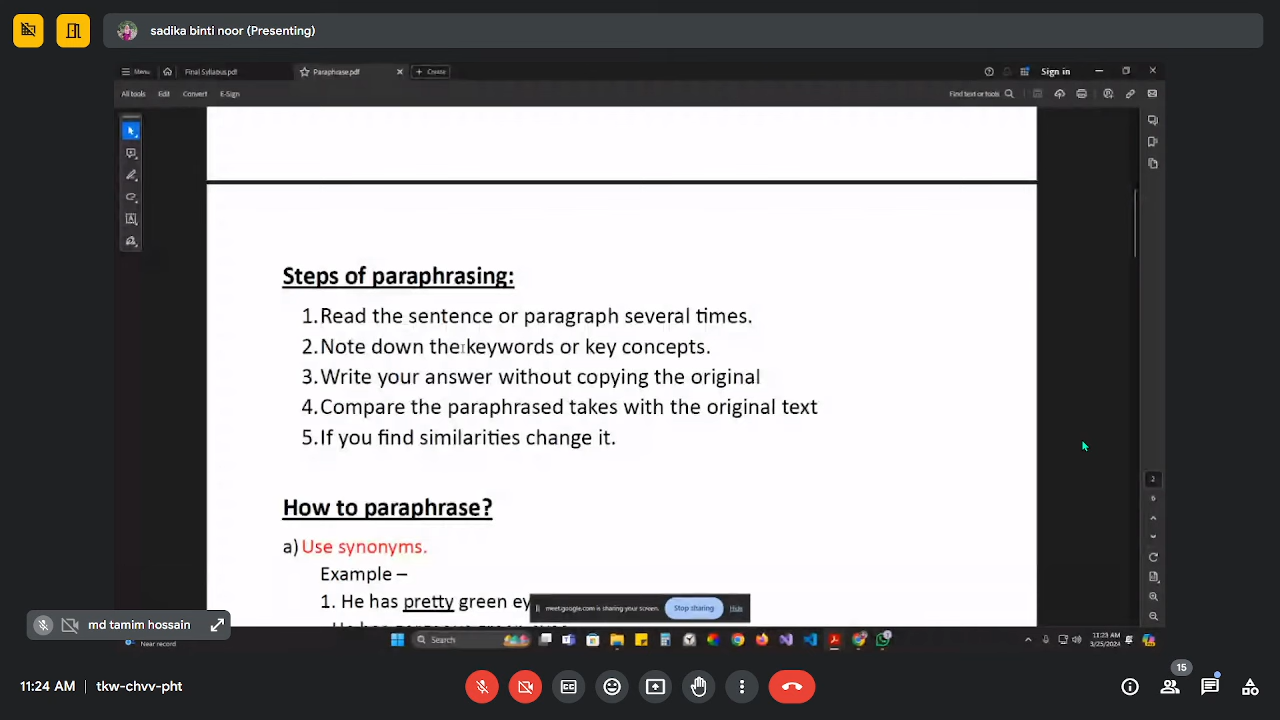 sadika binti noor (Presenting)
Menu
Final Syllabus.pdf
Paraphrase.pdf
Create
Sign in
All tools Edit Convert E-Sign
Find text or tools
Steps of paraphrasing:
1.Read the sentence or paragraph several times.
2.Note down the keywords or key concepts.
3.Write your answer without copying the original
4.Compare the paraphrased takes with the original text
5.If you find similarities change it.
2
6
How to paraphrase?
a) Use synonyms.
Example –
1. He has pretty green ey
meet.google.com is sharing your screen. Stop sharing Hide
md tamim hossain
Near record
Search
11:23 AM
3/23/2024
11:24 AM | tkw-chvv-pht
15